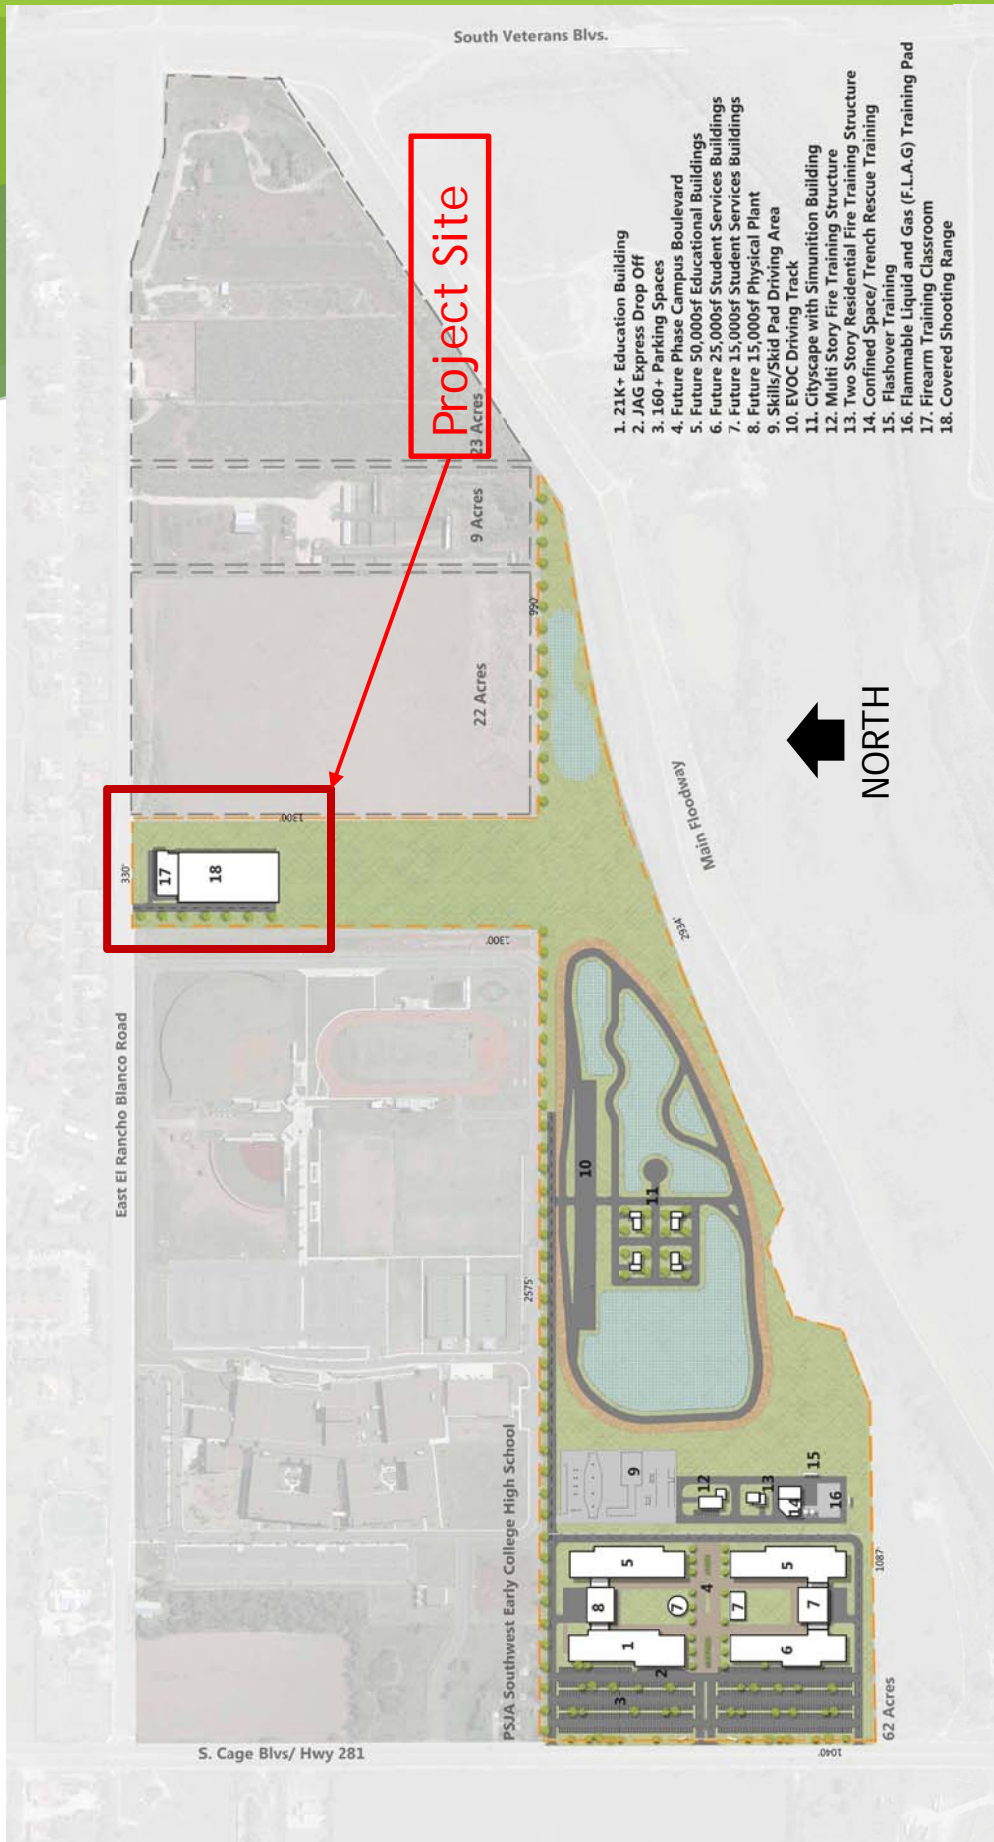 South Veterans Blvs.
Project Site
1. 21K+ Education Building
2. JAG Express Drop Off
3. 160+ Parking Spaces
4. Future Phase Campus Boulevard
5. Future 50,000sf Educational Buildings
6. Future 25,000sf Student Services Buildings
7. Future 15,000sf Student Services Buildings
8. Future 15,000sf Physical Plant
9. Skills/Skid Pad Driving Area
10. EVOC Driving Track
11. Cityscape with Simunition Building
12. Multi Story Fire Training Structure
13. Two Story Residential Fire Training Structure
14. Confined Space/ Trench Rescue Training
15. Flashover Training
16. Flammable Liquid and Gas (F.L.A.G) Training Pad
17. Firearm Training Classroom
18. Covered Shooting Range
23 Acres
9 Acres
22 Acres
990'
1300'
330'
17
18
1300'
NORTH
Main Floodway
2934'
East El Rancho Blanco Road
2575'
10
11
PSJA Southwest Early College High School
9
12
13
14
15
16
5
5
4
8
7
7
7
1
6
2
3
1087'
62 Acres
1040'
S. Cage Blvs/ Hwy 281